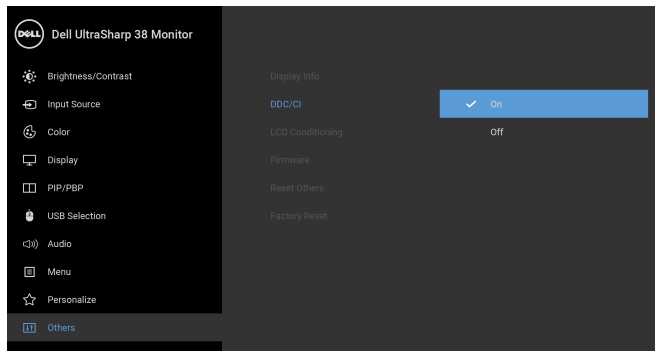 DELL Dell UltraSharp 38 Monitor
Brightness/Contrast
Input Source
Color
Display
PIP/PBP
USB Selection
Audio
Menu
Personalize
Others
Display Info
DDC/CI
LCD Conditioning
Firmware
Reset Others
Factory Reset
On
Off